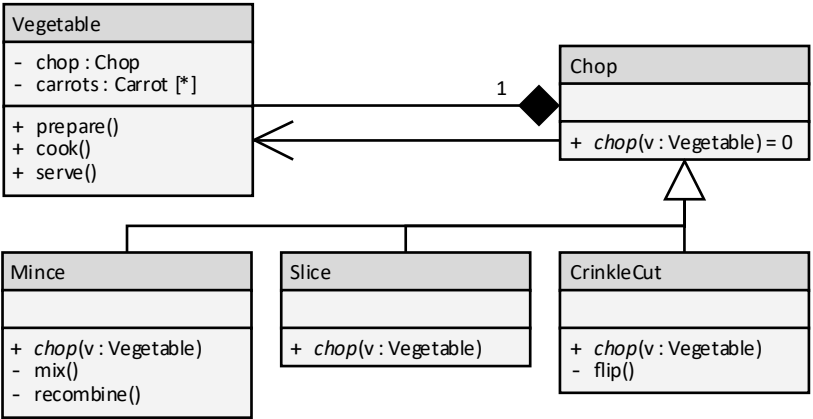 Vegetable
- chop : Chop
- carrots : Carrot [*]
+ prepare()
+ cook()
+ serve()
1
Chop
+ chop(v : Vegetable) = 0
Mince
+ chop(v : Vegetable)
- mix()
- recombine()
Slice
+ chop(v : Vegetable)
CrinkleCut
+ chop(v : Vegetable)
- flip()